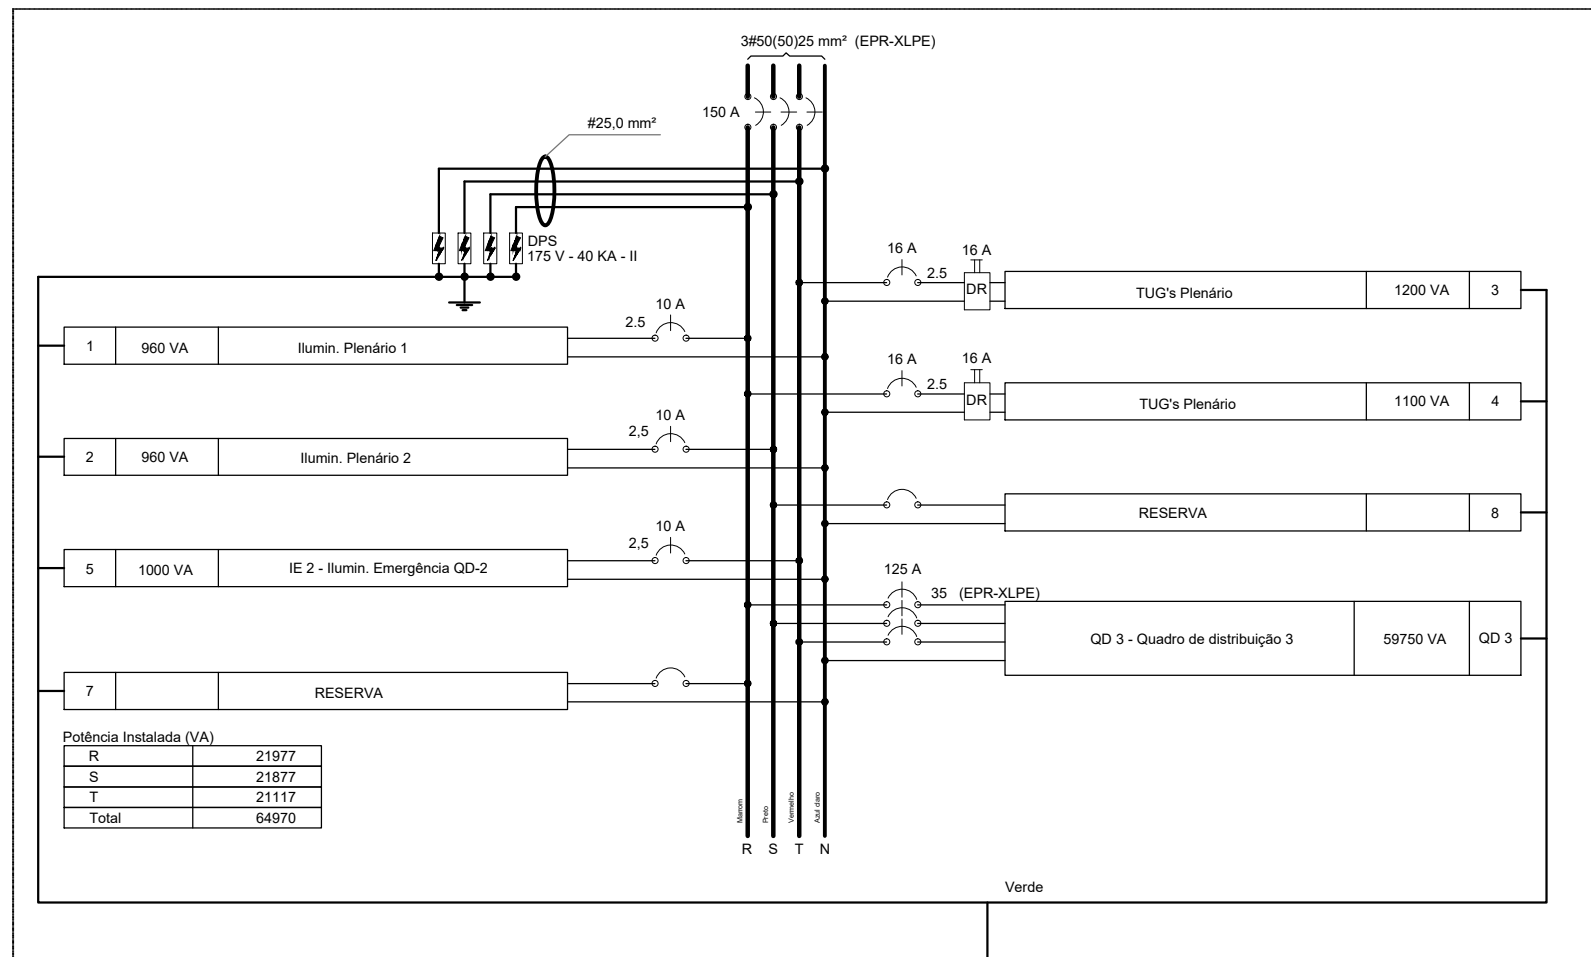 3#50(50)25 mm² (EPR-XLPE)
150 A
#25,0 mm²
DPS
175 V - 40 KA - II
16 A
16 A
2.5
DR
TUG's Plenário
1200 VA
3
10 A
2.5
1
960 VA
Ilumin. Plenário 1
16 A
16 A
2.5
DR
TUG's Plenário
1100 VA
4
10 A
2,5
2
960 VA
Ilumin. Plenário 2
RESERVA
8
10 A
2,5
5
1000 VA
IE 2 - Ilumin. Emergência QD-2
125 A
35 (EPR-XLPE)
QD 3 - Quadro de distribuição 3
59750 VA
QD 3
7
RESERVA
Potência Instalada (VA)
R 21977
S 21877
T 21117
Total 64970
Marrom
Preto
Vermelho
Azul claro
R S T N
Verde